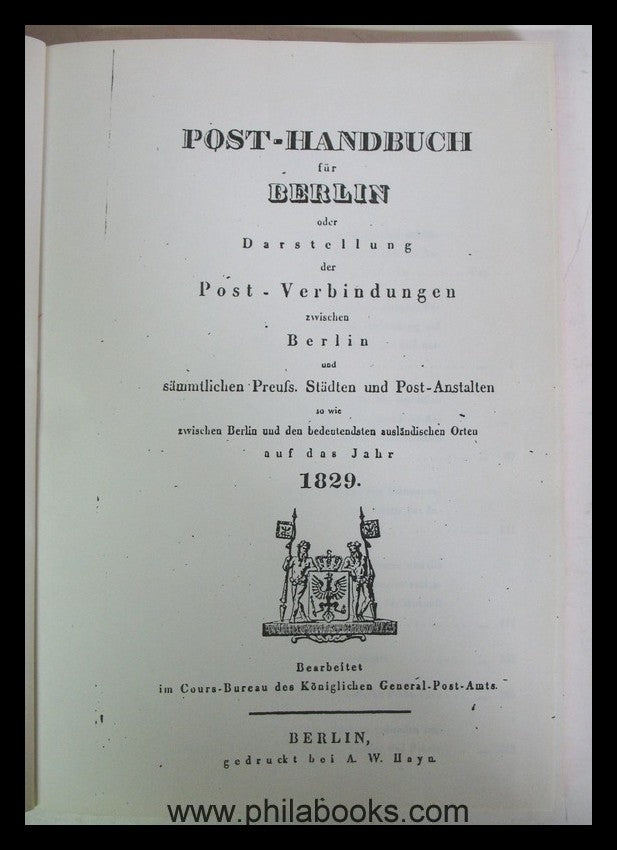 POST-HANDBUCH
für
BERLIN
oder
Darstellung
der
Post-Verbindungen
zwischen
Berlin
und
sämmtlichen Preuſs. Städten und Post-Anstalten
so wie
zwischen Berlin und den bedeutendsten ausländischen Orten
auf das Jahr
1829.
Bearbeitet
im Cours-Bureau des Königlichen General-Post-Amts.
BERLIN,
gedruckt bei A. W. Hayn.
www.philabooks.com